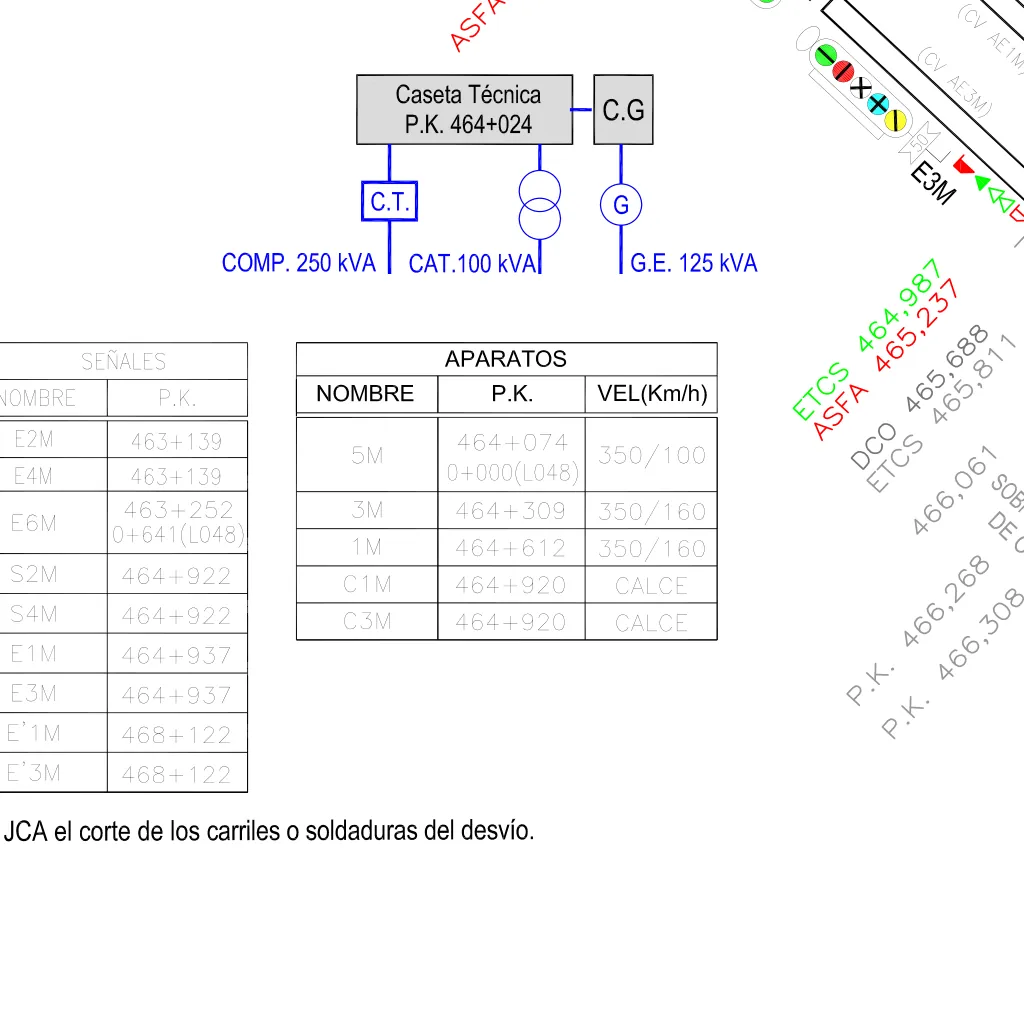 ASFA
Caseta Técnica
P.K. 464+024
C.G
C.T.
G
COMP. 250 kVA
CAT.100 kVA
G.E. 125 kVA
(CV AE1M)
(CV AE3M)
50
E3M
ETCS 464,987
ASFA 465,237
DCO 465,688
ETCS 465,811
466,061
P.K. 466,268
P.K. 466,308
SEÑALES
NOMBRE P.K.
E2M 463+139
E4M 463+139
E6M 463+252
0+641(L048)
S2M 464+922
S4M 464+922
E1M 464+937
E3M 464+937
E'1M 468+122
E'3M 468+122
APARATOS
NOMBRE P.K. VEL(Km/h)
5M 464+074 350/100
0+000(L048)
3M 464+309 350/160
1M 464+612 350/160
C1M 464+920 CALCE
C3M 464+920 CALCE
JCA el corte de los carriles o soldaduras del desvío.